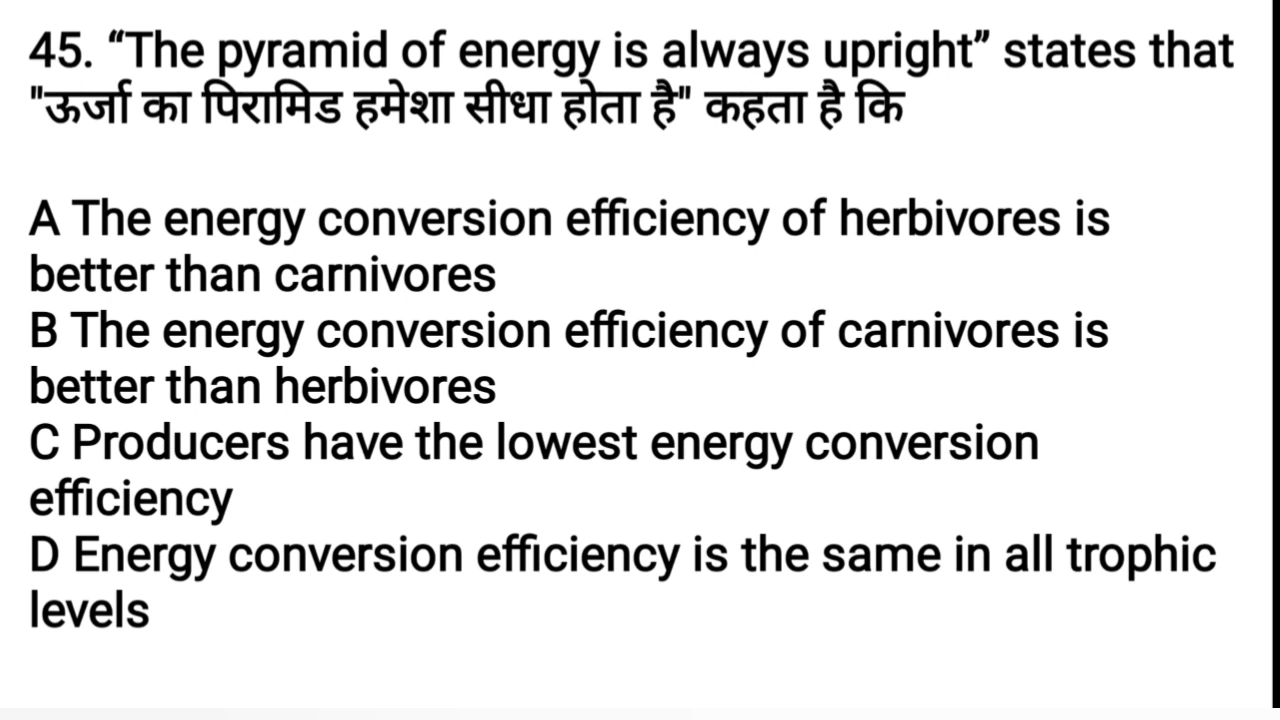 45. “The pyramid of energy is always upright” states that
"ऊर्जा का पिरामिड हमेशा सीधा होता है" कहता है कि
A The energy conversion efficiency of herbivores is
better than carnivores
B The energy conversion efficiency of carnivores is
better than herbivores
C Producers have the lowest energy conversion
efficiency
D Energy conversion efficiency is the same in all trophic
levels